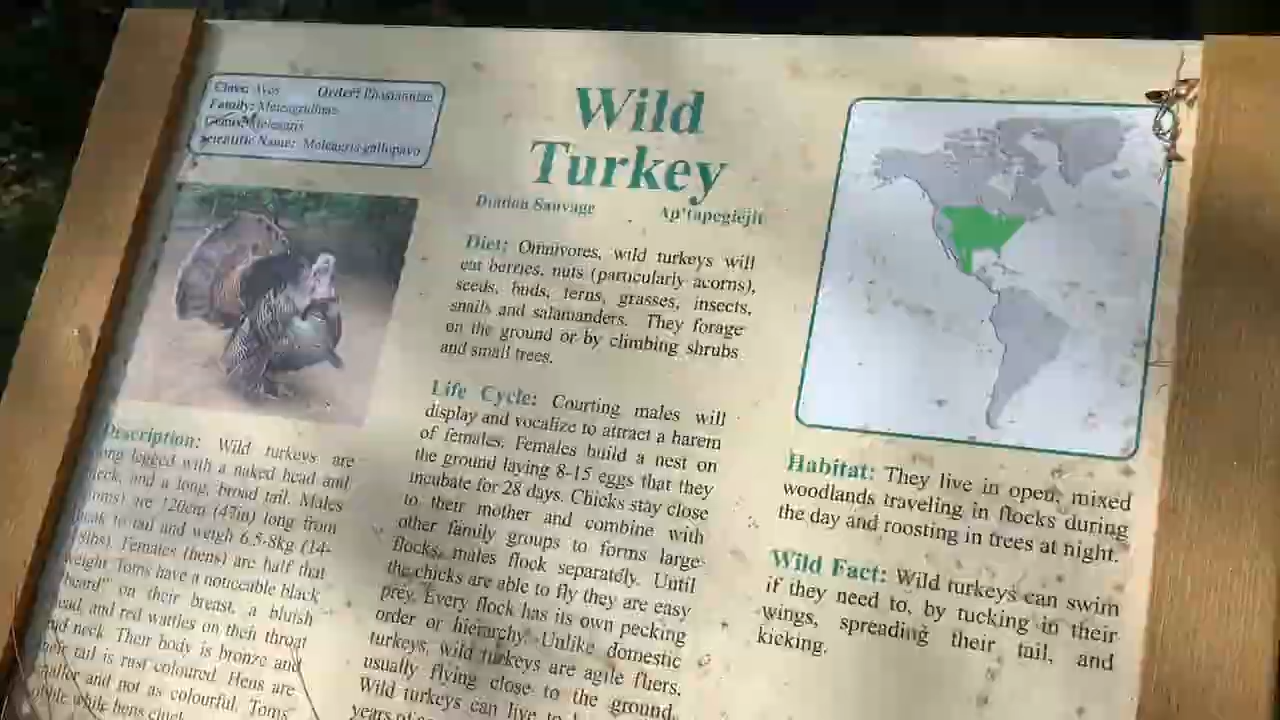 Class: Aves Order: Phasianinae
Family: Meleagridinae
Genus: Meleagris
Scientific Name: Meleagris gallopavo
Wild
Turkey
Dindon Sauvage Ap'tapegiejit
Description: Wild turkeys are
long legged with a naked head and
neck, and a long, broad tail. Males
(toms) are 120cm (47in) long from
beak to tail and weigh 6.5-8kg (14-
18lbs). Females (hens) are half that
weight. Toms have a noticeable black
"beard" on their breast, a bluish
head, and red wattles on their throat
and neck. Their body is bronze and
their tail is rust coloured. Hens are
smaller and not as colourful. Toms
gobble while hens cluck.
Diet: Omnivores, wild turkeys will
eat berries, nuts (particularly acorns),
seeds, buds, ferns, grasses, insects,
snails and salamanders. They forage
on the ground or by climbing shrubs
and small trees.
Life Cycle: Courting males will
display and vocalize to attract a harem
of females. Females build a nest on
the ground laying 8-15 eggs that they
incubate for 28 days. Chicks stay close
to their mother and combine with
other family groups to forms large
flocks, males flock separately. Until
the chicks are able to fly they are easy
prey. Every flock has its own pecking
order or hierarchy. Unlike domestic
turkeys, wild turkeys are agile fliers,
usually flying close to the ground.
Wild turkeys can live to
years of
Habitat: They live in open, mixed
woodlands traveling in flocks during
the day and roosting in trees at night.
Wild Fact: Wild turkeys can swim
if they need to, by tucking in their
wings, spreading their tail, and
kicking.